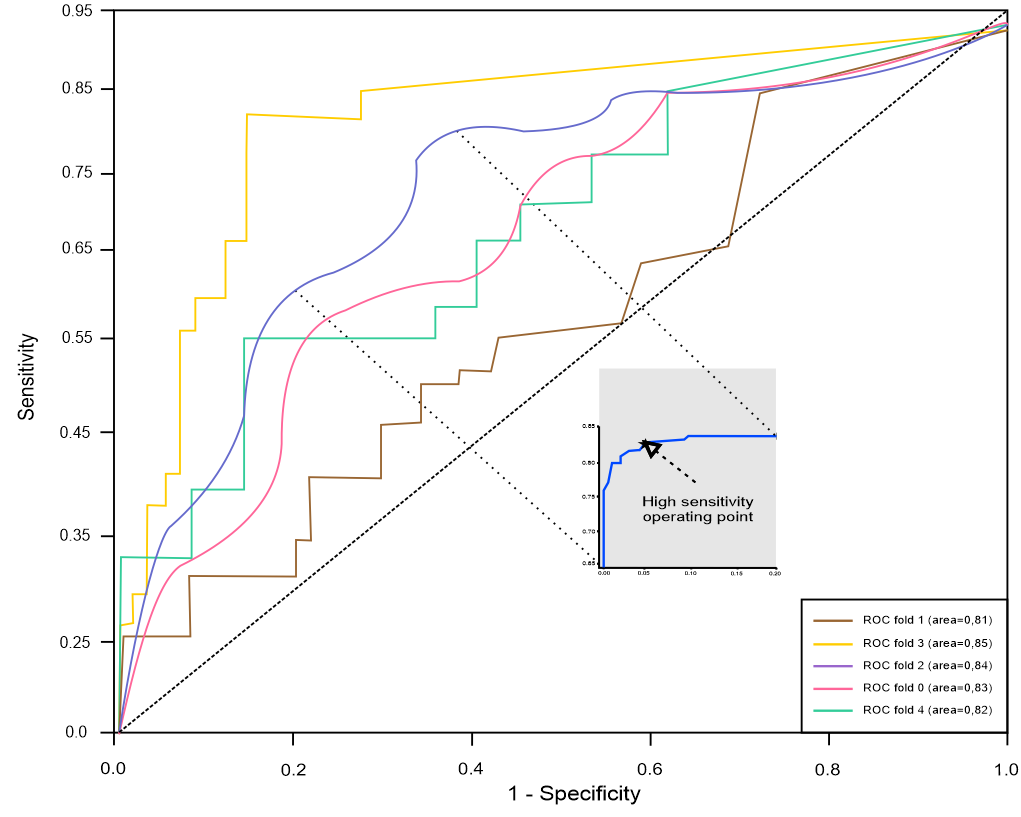 0.95
0.85
0.75
0.65
0.55
0.45
0.35
0.25
0.0
Sensitivity
0.0 0.2 0.4 0.6 0.8 1.0
1 - Specificity
0.85
0.80
0.75
0.70
0.65
0.00 0.05 0.10 0.15 0.20
High sensitivity
operating point
ROC fold 1 (area=0,81)
ROC fold 3 (area=0,85)
ROC fold 2 (area=0,84)
ROC fold 0 (area=0,83)
ROC fold 4 (area=0,82)